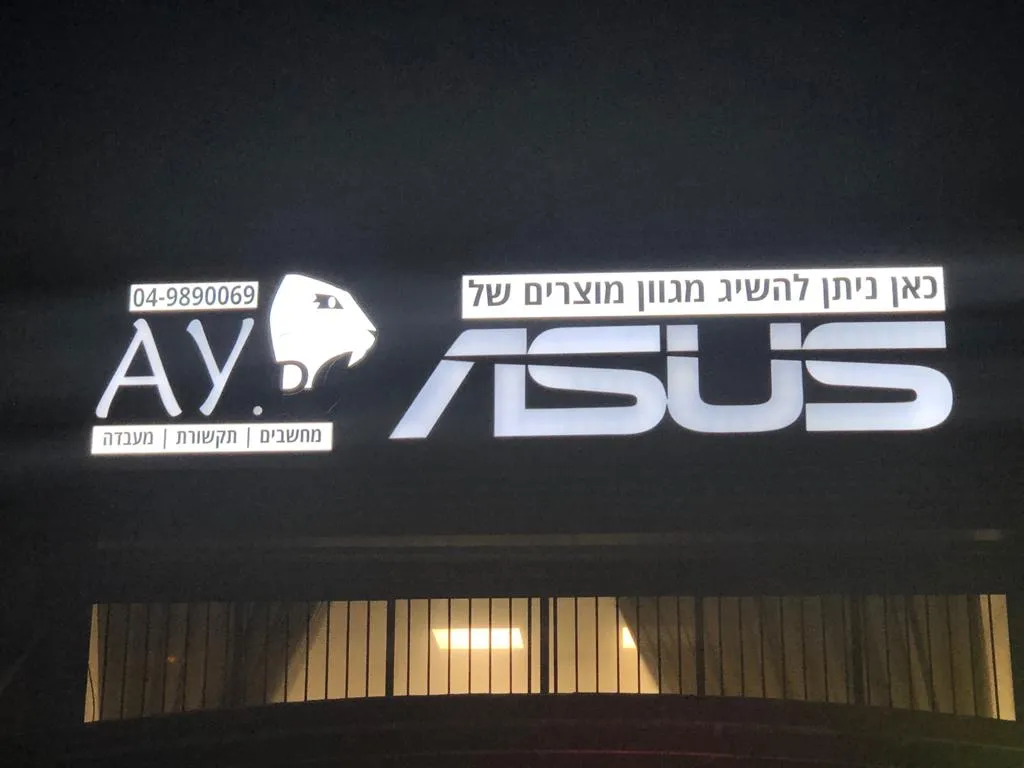 04-9890069
AY.D
מחשבים | תקשורת | מעבדה
כאן ניתן להשיג מגוון מוצרים של
ASUS